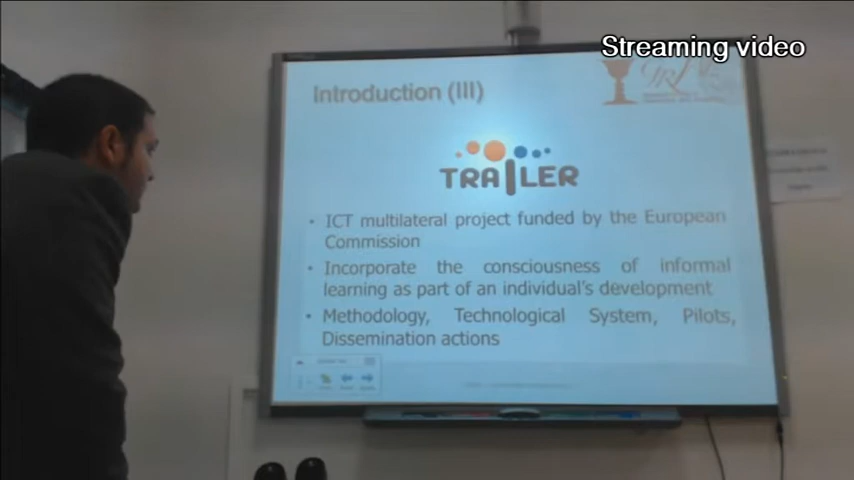 Streaming video
Introduction (III)
TRAILER
• ICT multilateral project funded by the European
Commission
• Incorporate the consciousness of informal
learning as part of an individual's development
• Methodology, Technological System, Pilots,
Dissemination actions